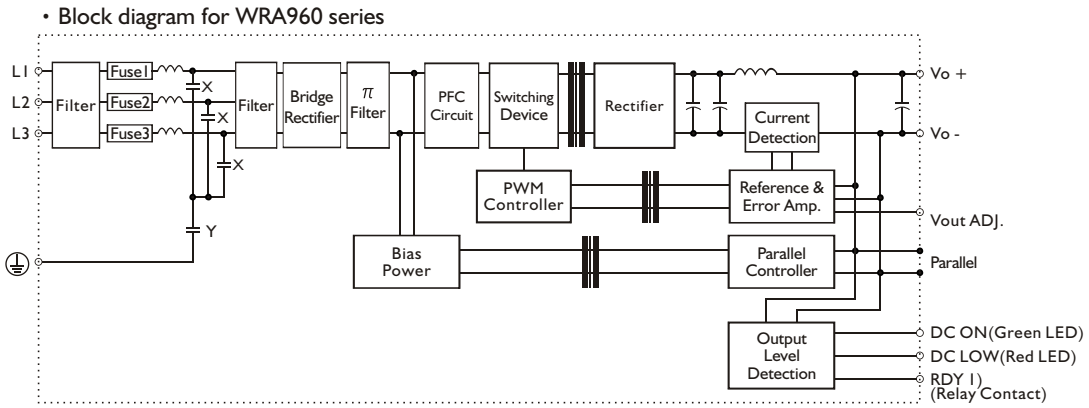 • Block diagram for WRA960 series
L1
L2
L3
Filter
Fuse1
Fuse2
Fuse3
X
X
X
Y
Filter
Bridge
Rectifier
π
Filter
PFC
Circuit
Switching
Device
Rectifier
Current
Detection
Vo +
Vo -
PWM
Controller
Reference &
Error Amp.
Vout ADJ.
Bias
Power
Parallel
Controller
Parallel
Output
Level
Detection
DC ON(Green LED)
DC LOW(Red LED)
RDY 1)
(Relay Contact)